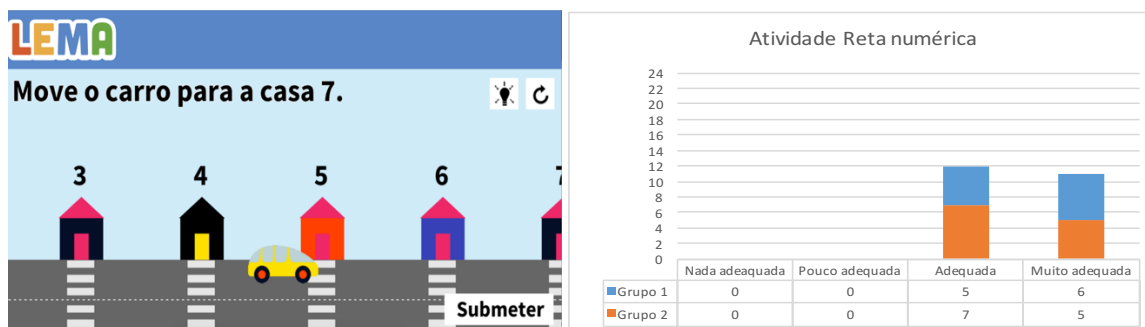 LEMA
Move o carro para a casa 7.
3 4 5 6 7
Submeter
Atividade Reta numérica
24
22
20
18
16
14
12
10
8
6
4
2
0
Nada adeaquada Pouco adequada Adequada Muito adequada
Grupo 1 0 0 5 6
Grupo 2 0 0 7 5